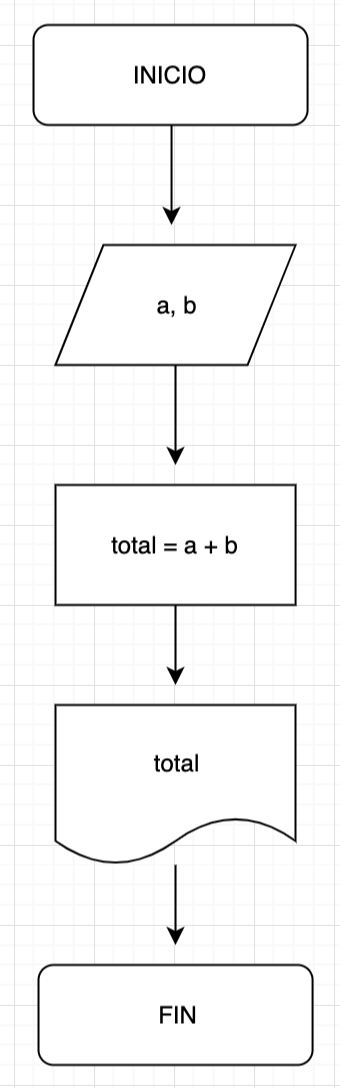 INICIO
a, b
total = a + b
total
FIN